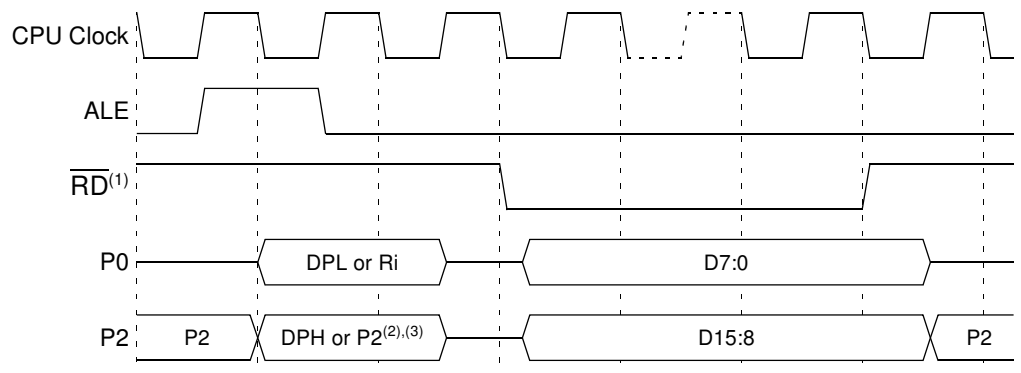 CPU Clock
ALE
RD(1)
P0 DPL or Ri D7:0
P2 P2 DPH or P2(2),(3) D15:8 P2